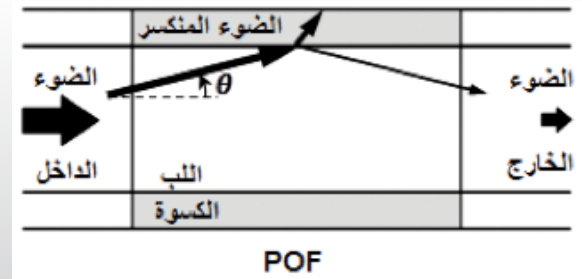 الضوء المنكسر
الضوء
الداخل
θ
الضوء
الخارج
اللب
الكسوة
POF